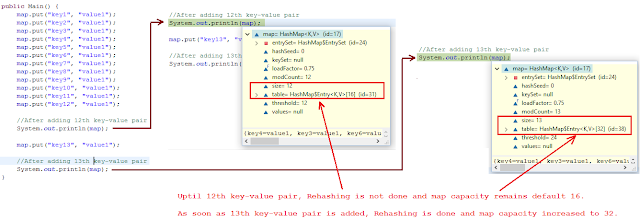 public Main() {
map.put("key1", "value1");
map.put("key2", "value1");
map.put("key3", "value1");
map.put("key4", "value1");
map.put("key5", "value1");
map.put("key6", "value1");
map.put("key7", "value1");
map.put("key8", "value1");
map.put("key9", "value1");
map.put("key10", "value1");
map.put("key11", "value1");
map.put("key12", "value1");
//After adding 12th key-value pair
System.out.println(map);
map.put("key13", "value1");
//After adding 13th key-value pair
System.out.println(map);
}
//After adding 12th key-value pair
System.out.println(map);
map.put("key13"
//After adding 13t
System.out.println
map= HashMap<K,V> (id=17)
entrySet= HashMap$EntrySet (id=24)
hashSeed= 0
keySet= null
loadFactor= 0.75
modCount= 12
size= 12
table= HashMap$Entry<K,V>[16] (id=31)
threshold= 12
values= null
{key4=value1, key3=value1, key6=value
//After adding 13th key-value pair
System.out.println(map);
map= HashMap<K,V> (id=17)
entrySet= HashMap$EntrySet (id=24)
hashSeed= 0
keySet= null
loadFactor= 0.75
modCount= 13
size= 13
table= HashMap$Entry<K,V>[32] (id=38)
threshold= 24
values= null
{key4=value1, key3=value1, key6=value
Uptil 12th key-value pair, Rehashing is not done and map capacity remains default 16.
As soon as 13th key-value pair is added, Rehashing is done and map capacity increased to 32.